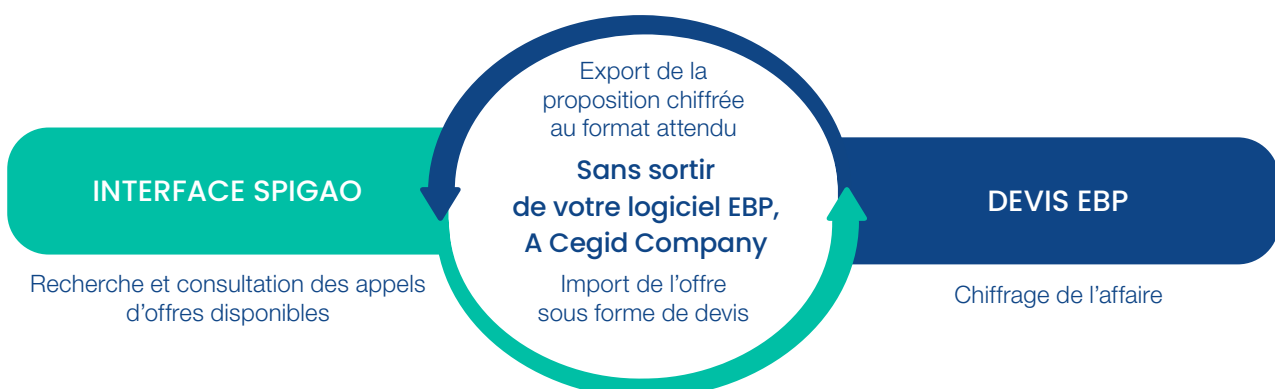 INTERFACE SPIGAO
Recherche et consultation des appels
d’offres disponibles
Export de la
proposition chiffrée
au format attendu
Sans sortir
de votre logiciel EBP,
A Cegid Company
Import de l’offre
sous forme de devis
DEVIS EBP
Chiffrage de l’affaire